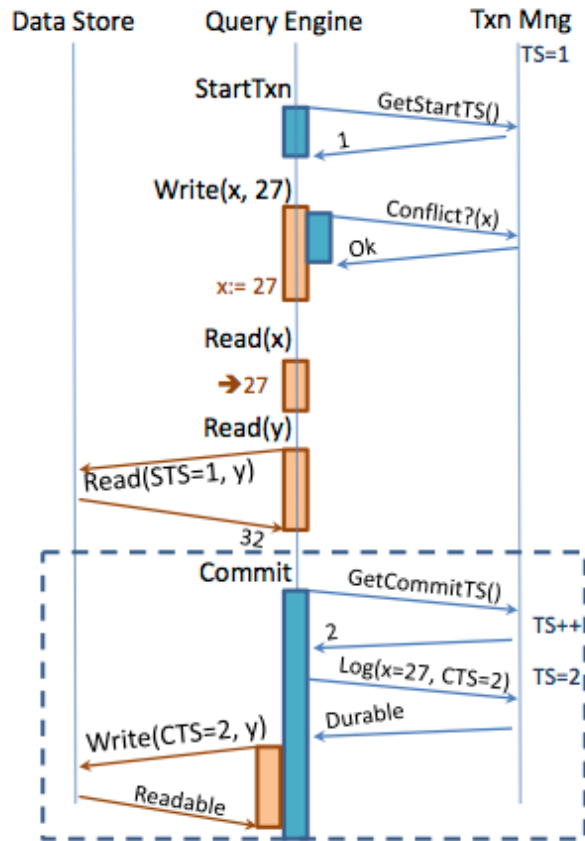 Data Store Query Engine Txn Mng
TS=1
StartTxn
GetStartTS()
1
Write(x, 27)
Conflict?(x)
Ok
x:= 27
Read(x)
➔27
Read(y)
Read(STS=1, y)
32
Commit
GetCommitTS()
2
TS++
Log(x=27, CTS=2)
TS=2
Durable
Write(CTS=2, y)
Readable